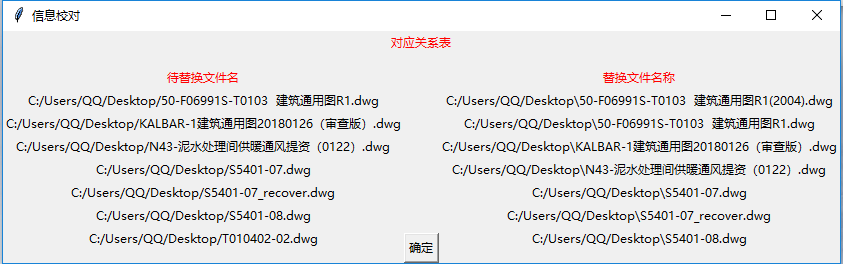 信息校对
对应关系表
待替换文件名 替换文件名称
C:/Users/QQ/Desktop/50-F06991S-T0103 建筑通用图R1.dwg C:/Users/QQ/Desktop\50-F06991S-T0103 建筑通用图R1(2004).dwg
C:/Users/QQ/Desktop/KALBAR-1建筑通用图20180126（审查版）.dwg C:/Users/QQ/Desktop\50-F06991S-T0103 建筑通用图R1.dwg
C:/Users/QQ/Desktop/N43-泥水处理间供暖通风提资（0122）.dwg C:/Users/QQ/Desktop\KALBAR-1建筑通用图20180126（审查版）.dwg
C:/Users/QQ/Desktop/S5401-07.dwg C:/Users/QQ/Desktop\N43-泥水处理间供暖通风提资（0122）.dwg
C:/Users/QQ/Desktop/S5401-07_recover.dwg C:/Users/QQ/Desktop\S5401-07.dwg
C:/Users/QQ/Desktop/S5401-08.dwg C:/Users/QQ/Desktop\S5401-07_recover.dwg
C:/Users/QQ/Desktop/T010402-02.dwg C:/Users/QQ/Desktop\S5401-08.dwg
确定